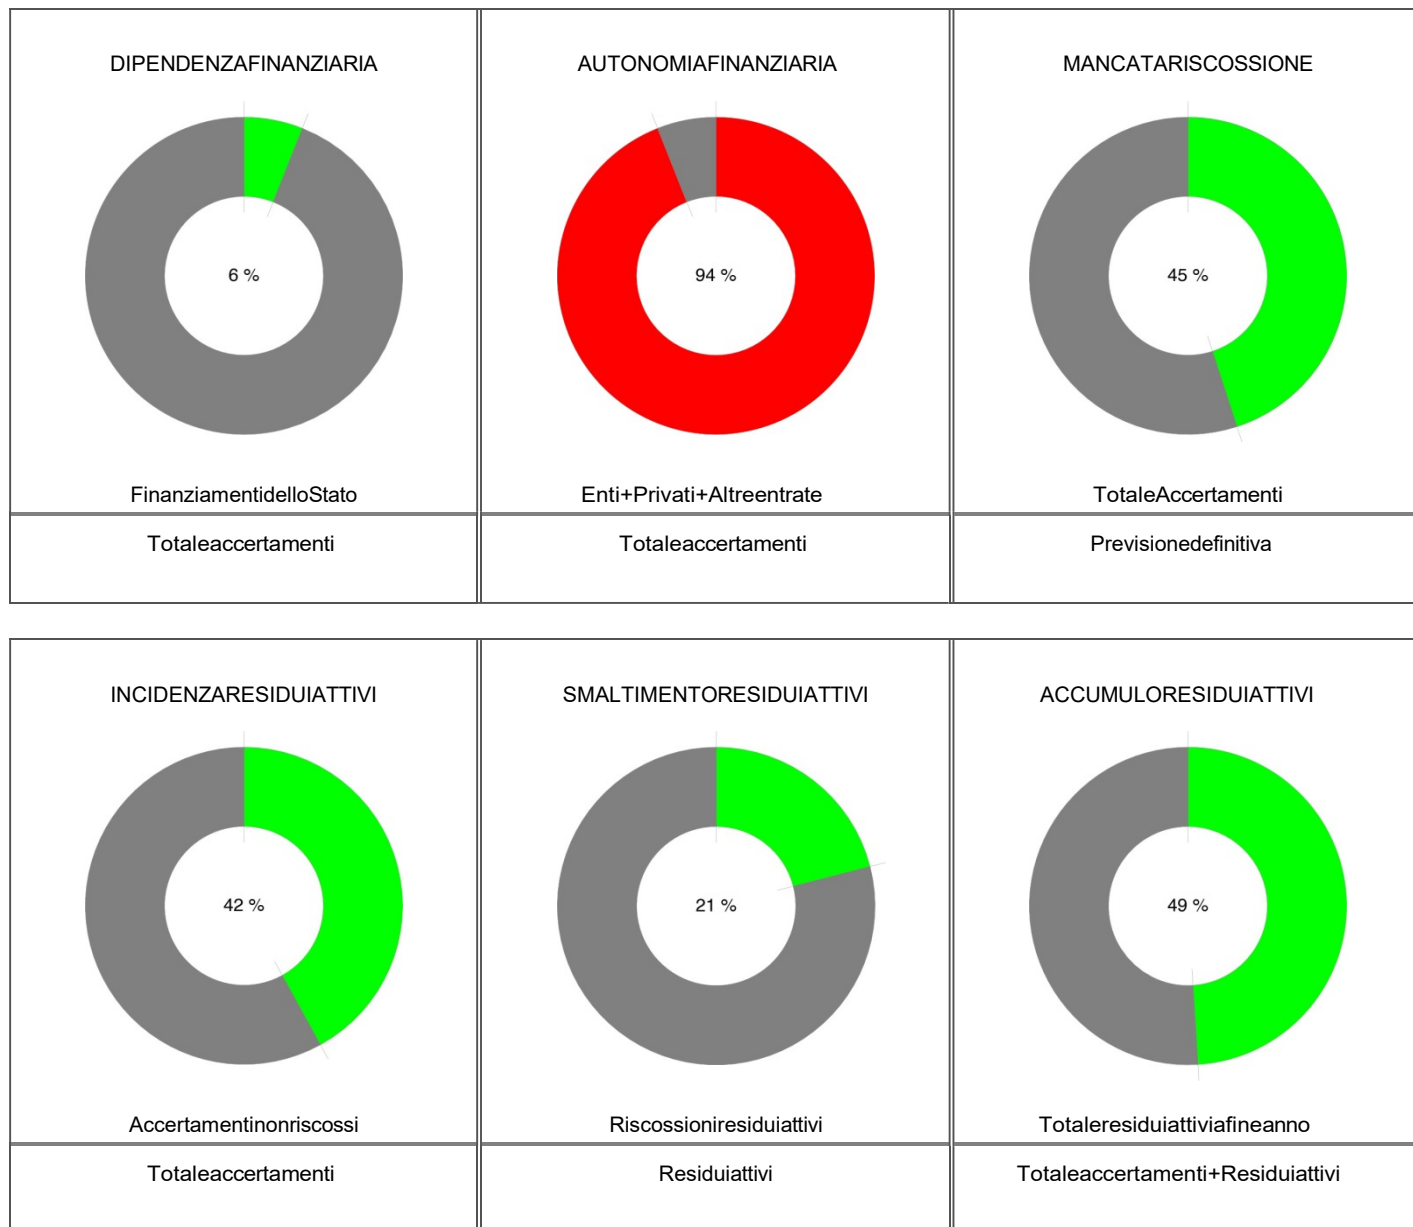 DIPENDENZAFINANZIARIA
6 %
FinanziamentidelloStato
Totaleaccertamenti
AUTONOMIAFINANZIARIA
94 %
Enti+Privati+Altreentrate
Totaleaccertamenti
MANCATARISCOSSIONE
45 %
TotaleAccertamenti
Previsionedefinitiva
INCIDENZARESIDUIATTIVI
42 %
Accertamentinonriscossi
Totaleaccertamenti
SMALTIMENTORESIDUIATTIVI
21 %
Riscossioniresiduiattivi
Residuiattivi
ACCUMULORESIDUIATTIVI
49 %
Totaleresiduiattiviafineanno
Totaleaccertamenti+Residuiattivi